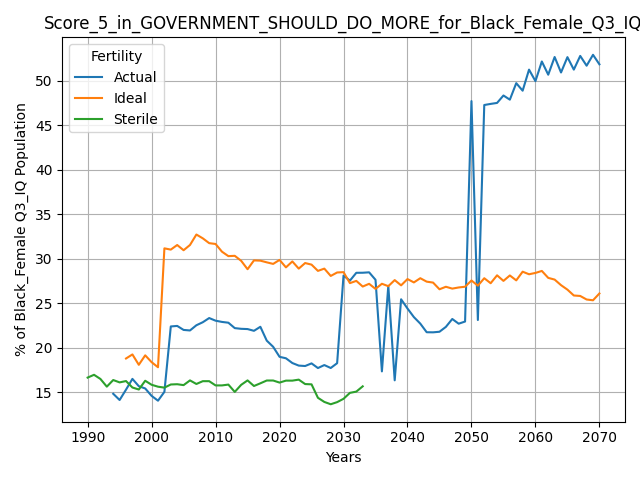 Score_5_in_GOVERNMENT_SHOULD_DO_MORE_for_Black_Female_Q3_IQ
Fertility
Actual
Ideal
Sterile
% of Black_Female Q3_IQ Population
50
45
40
35
30
25
20
15
1990 2000 2010 2020 2030 2040 2050 2060 2070
Years